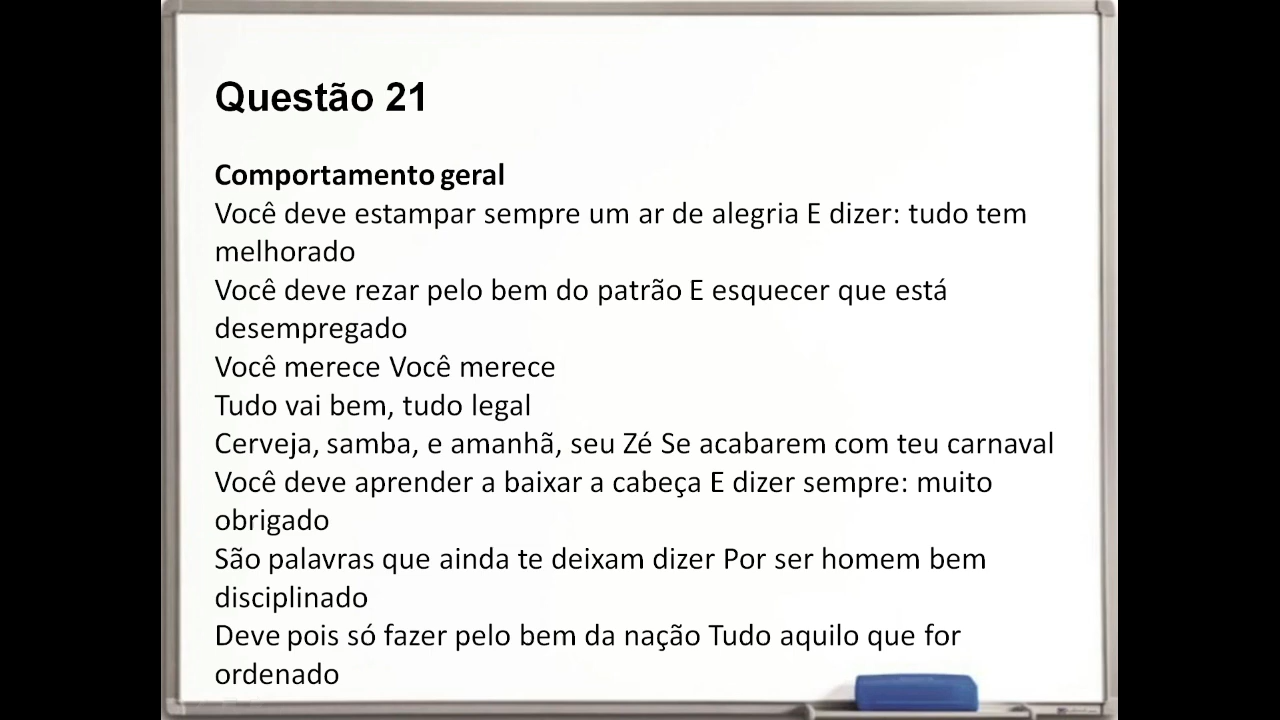 Questão 21
Comportamento geral
Você deve estampar sempre um ar de alegria E dizer: tudo tem
melhorado
Você deve rezar pelo bem do patrão E esquecer que está
desempregado
Você merece Você merece
Tudo vai bem, tudo legal
Cerveja, samba, e amanhã, seu Zé Se acabarem com teu carnaval
Você deve aprender a baixar a cabeça E dizer sempre: muito
obrigado
São palavras que ainda te deixam dizer Por ser homem bem
disciplinado
Deve pois só fazer pelo bem da nação Tudo aquilo que for
ordenado